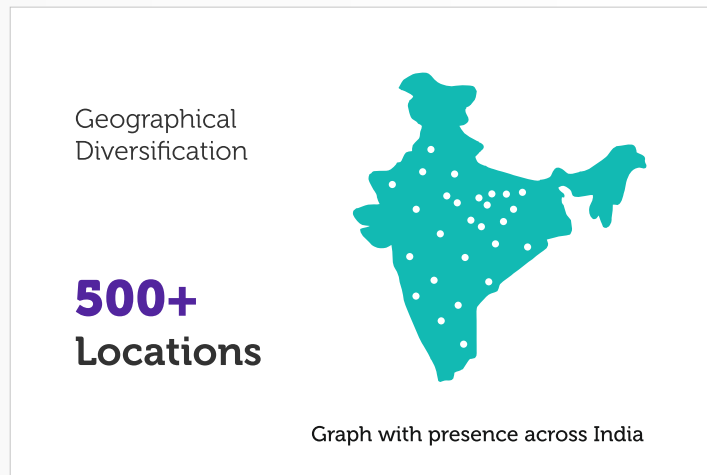 Geographical
Diversification
500+
Locations
Graph with presence across India